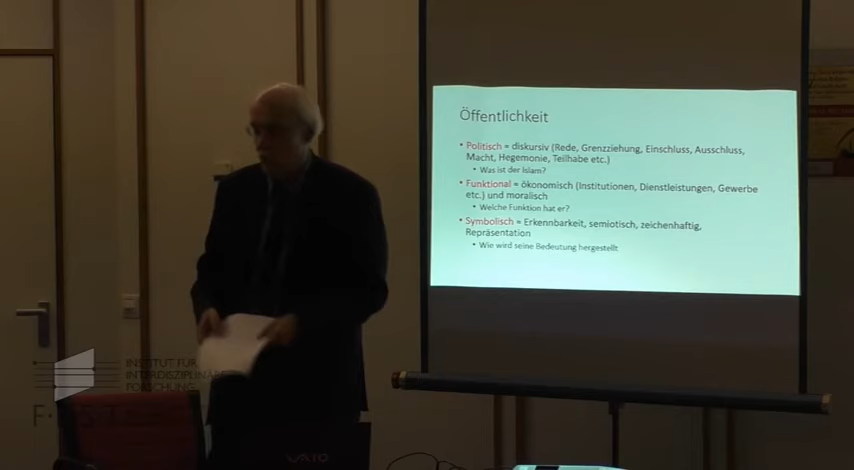 Öffentlichkeit
• Politisch = diskursiv (Rede, Grenzziehung, Einschluss, Ausschluss,
Macht, Hegemonie, Teilhabe etc.)
• Was ist der Islam?
• Funktional = ökonomisch (Institutionen, Dienstleistungen, Gewerbe
etc.) und moralisch
• Welche Funktion hat er?
• Symbolisch = Erkennbarkeit, semiotisch, zeichenhaftig,
Repräsentation
• Wie wird seine Bedeutung hergestellt
INSTITUT FÜR
INTERDISZIPLINÄRE
FORSCHUNG
VAIO